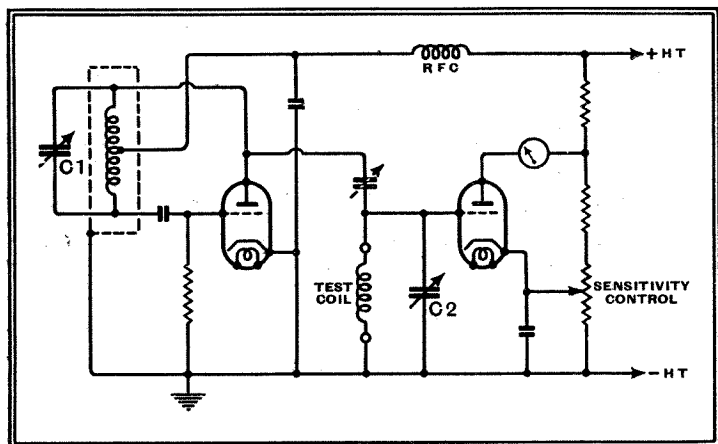 RFC
+HT
C1
TEST
COIL
C2
SENSITIVITY
CONTROL
-HT